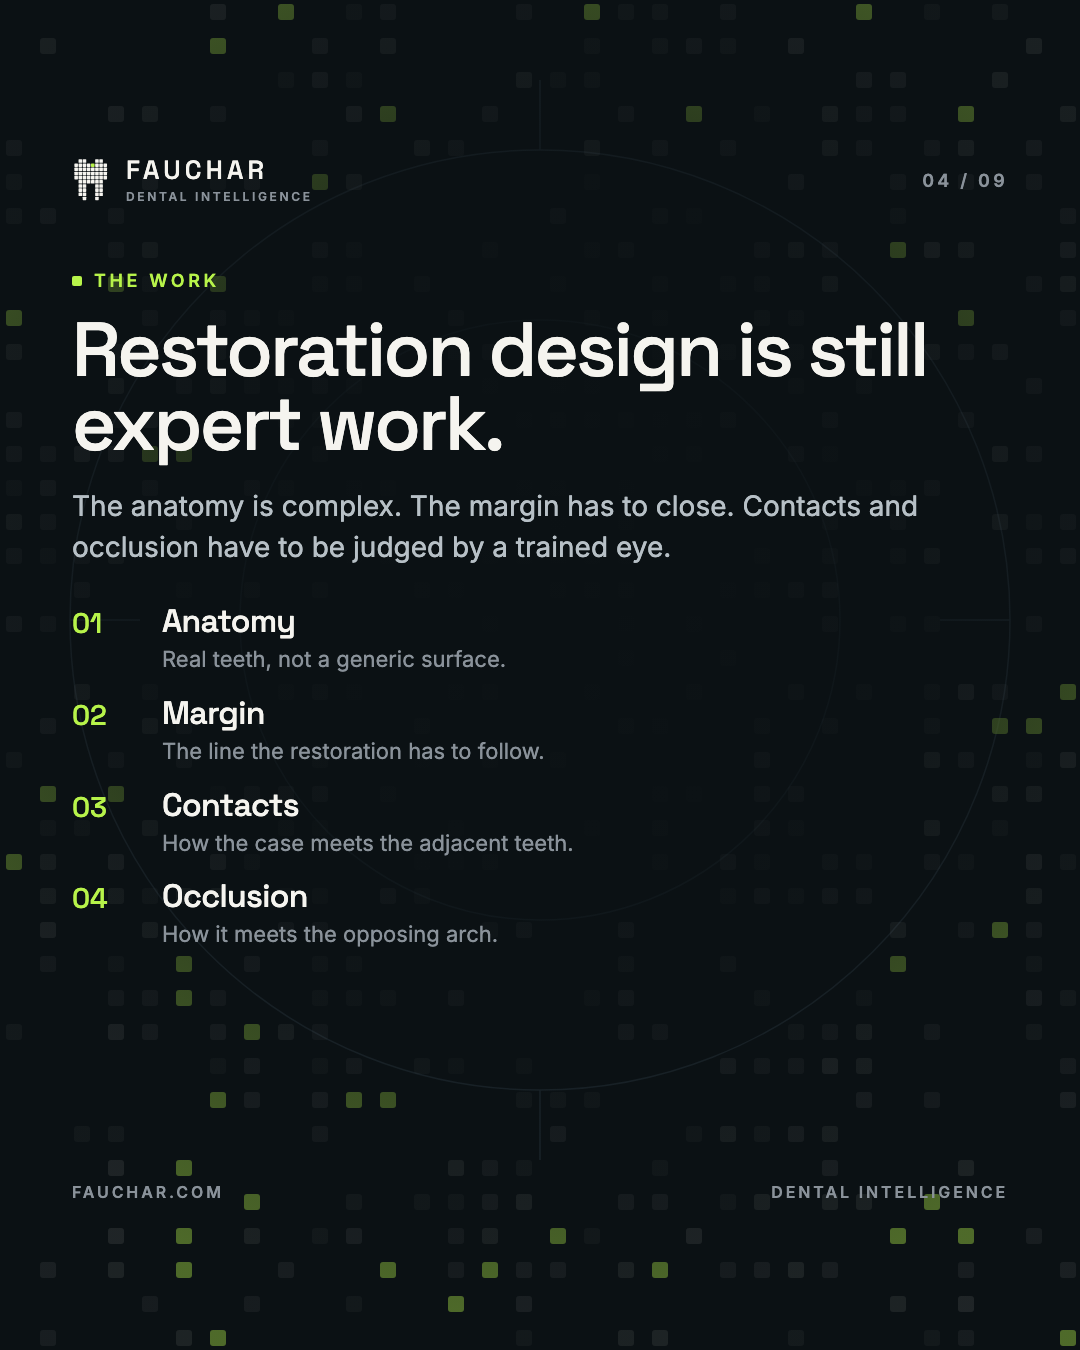 FAUCHAR
DENTAL INTELLIGENCE
04 / 09
THE WORK
Restoration design is still
expert work.
The anatomy is complex. The margin has to close. Contacts and
occlusion have to be judged by a trained eye.
01 Anatomy
Real teeth, not a generic surface.
02 Margin
The line the restoration has to follow.
03 Contacts
How the case meets the adjacent teeth.
04 Occlusion
How it meets the opposing arch.
FAUCHAR.COM
DENTAL INTELLIGENCE